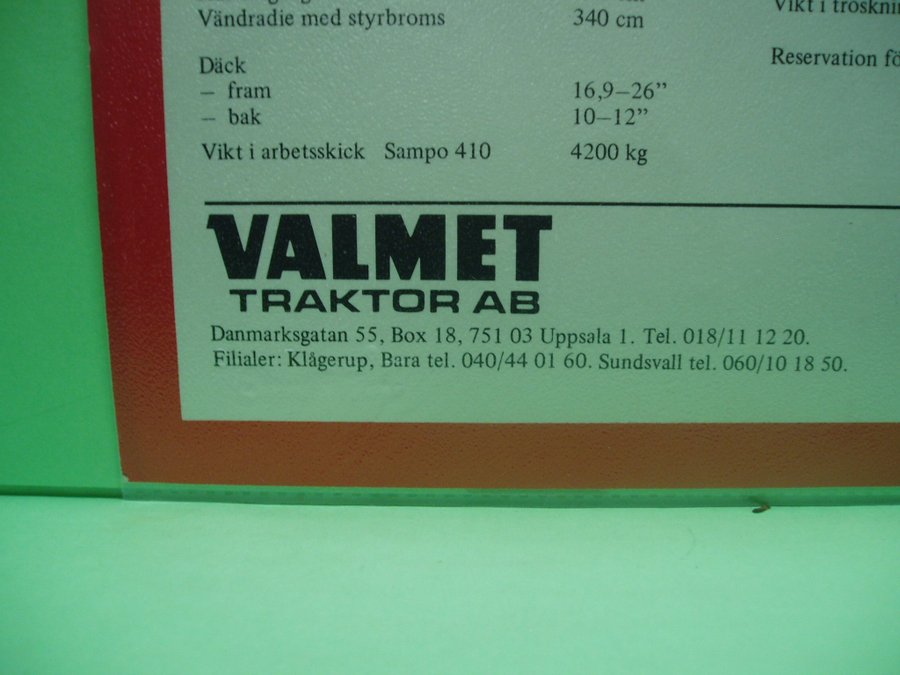 Vändradie med styrbroms 340 cm
Däck
– fram 16,9–26”
– bak 10–12”
Vikt i arbetsskick Sampo 410 4200 kg
Vikt i
Reservation
VALMET
TRAKTOR AB
Danmarksgatan 55, Box 18, 751 03 Uppsala 1. Tel. 018/11 12 20.
Filialer: Klågerup, Bara tel. 040/44 01 60. Sundsvall tel. 060/10 18 50.